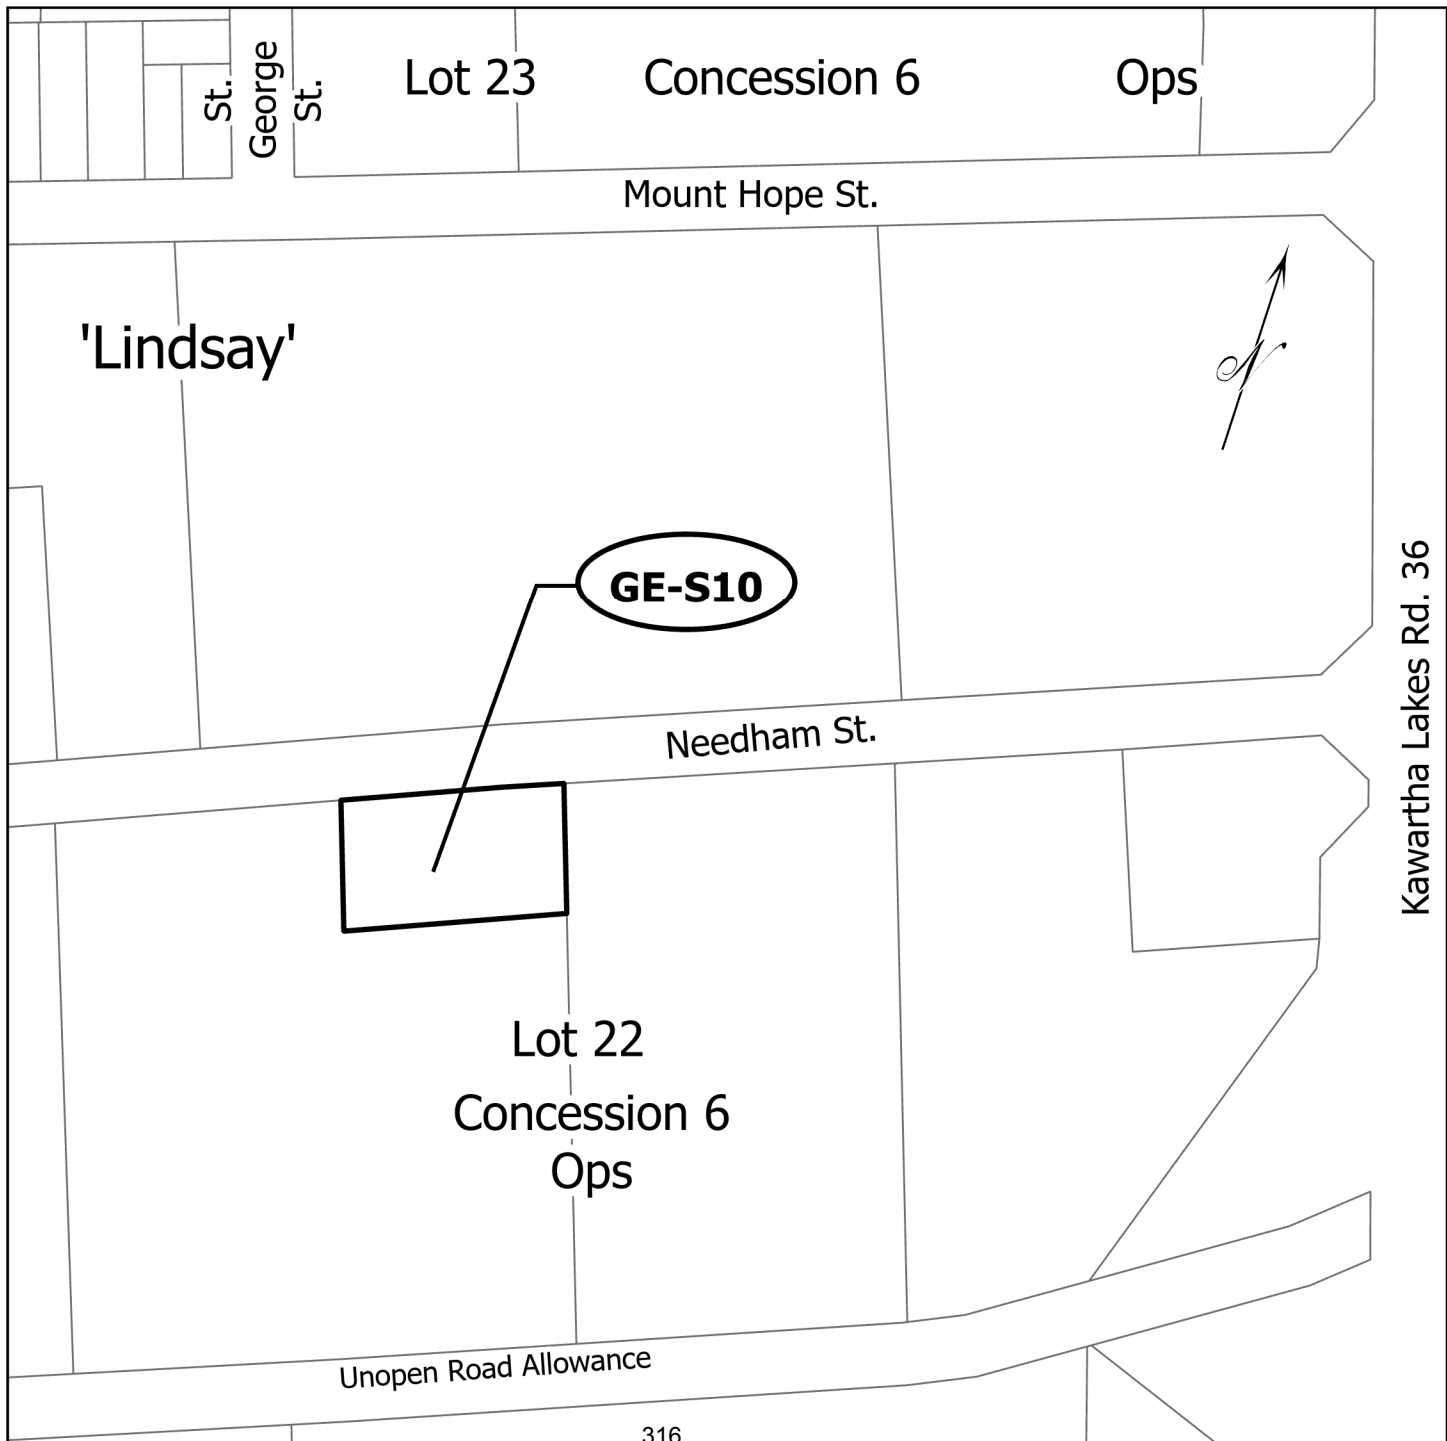 St.
George
St.
Lot 23
Concession 6
Ops
Mount Hope St.
'Lindsay'
GE-S10
Kawartha Lakes Rd. 36
Needham St.
Lot 22
Concession 6
Ops
Unopen Road Allowance
316